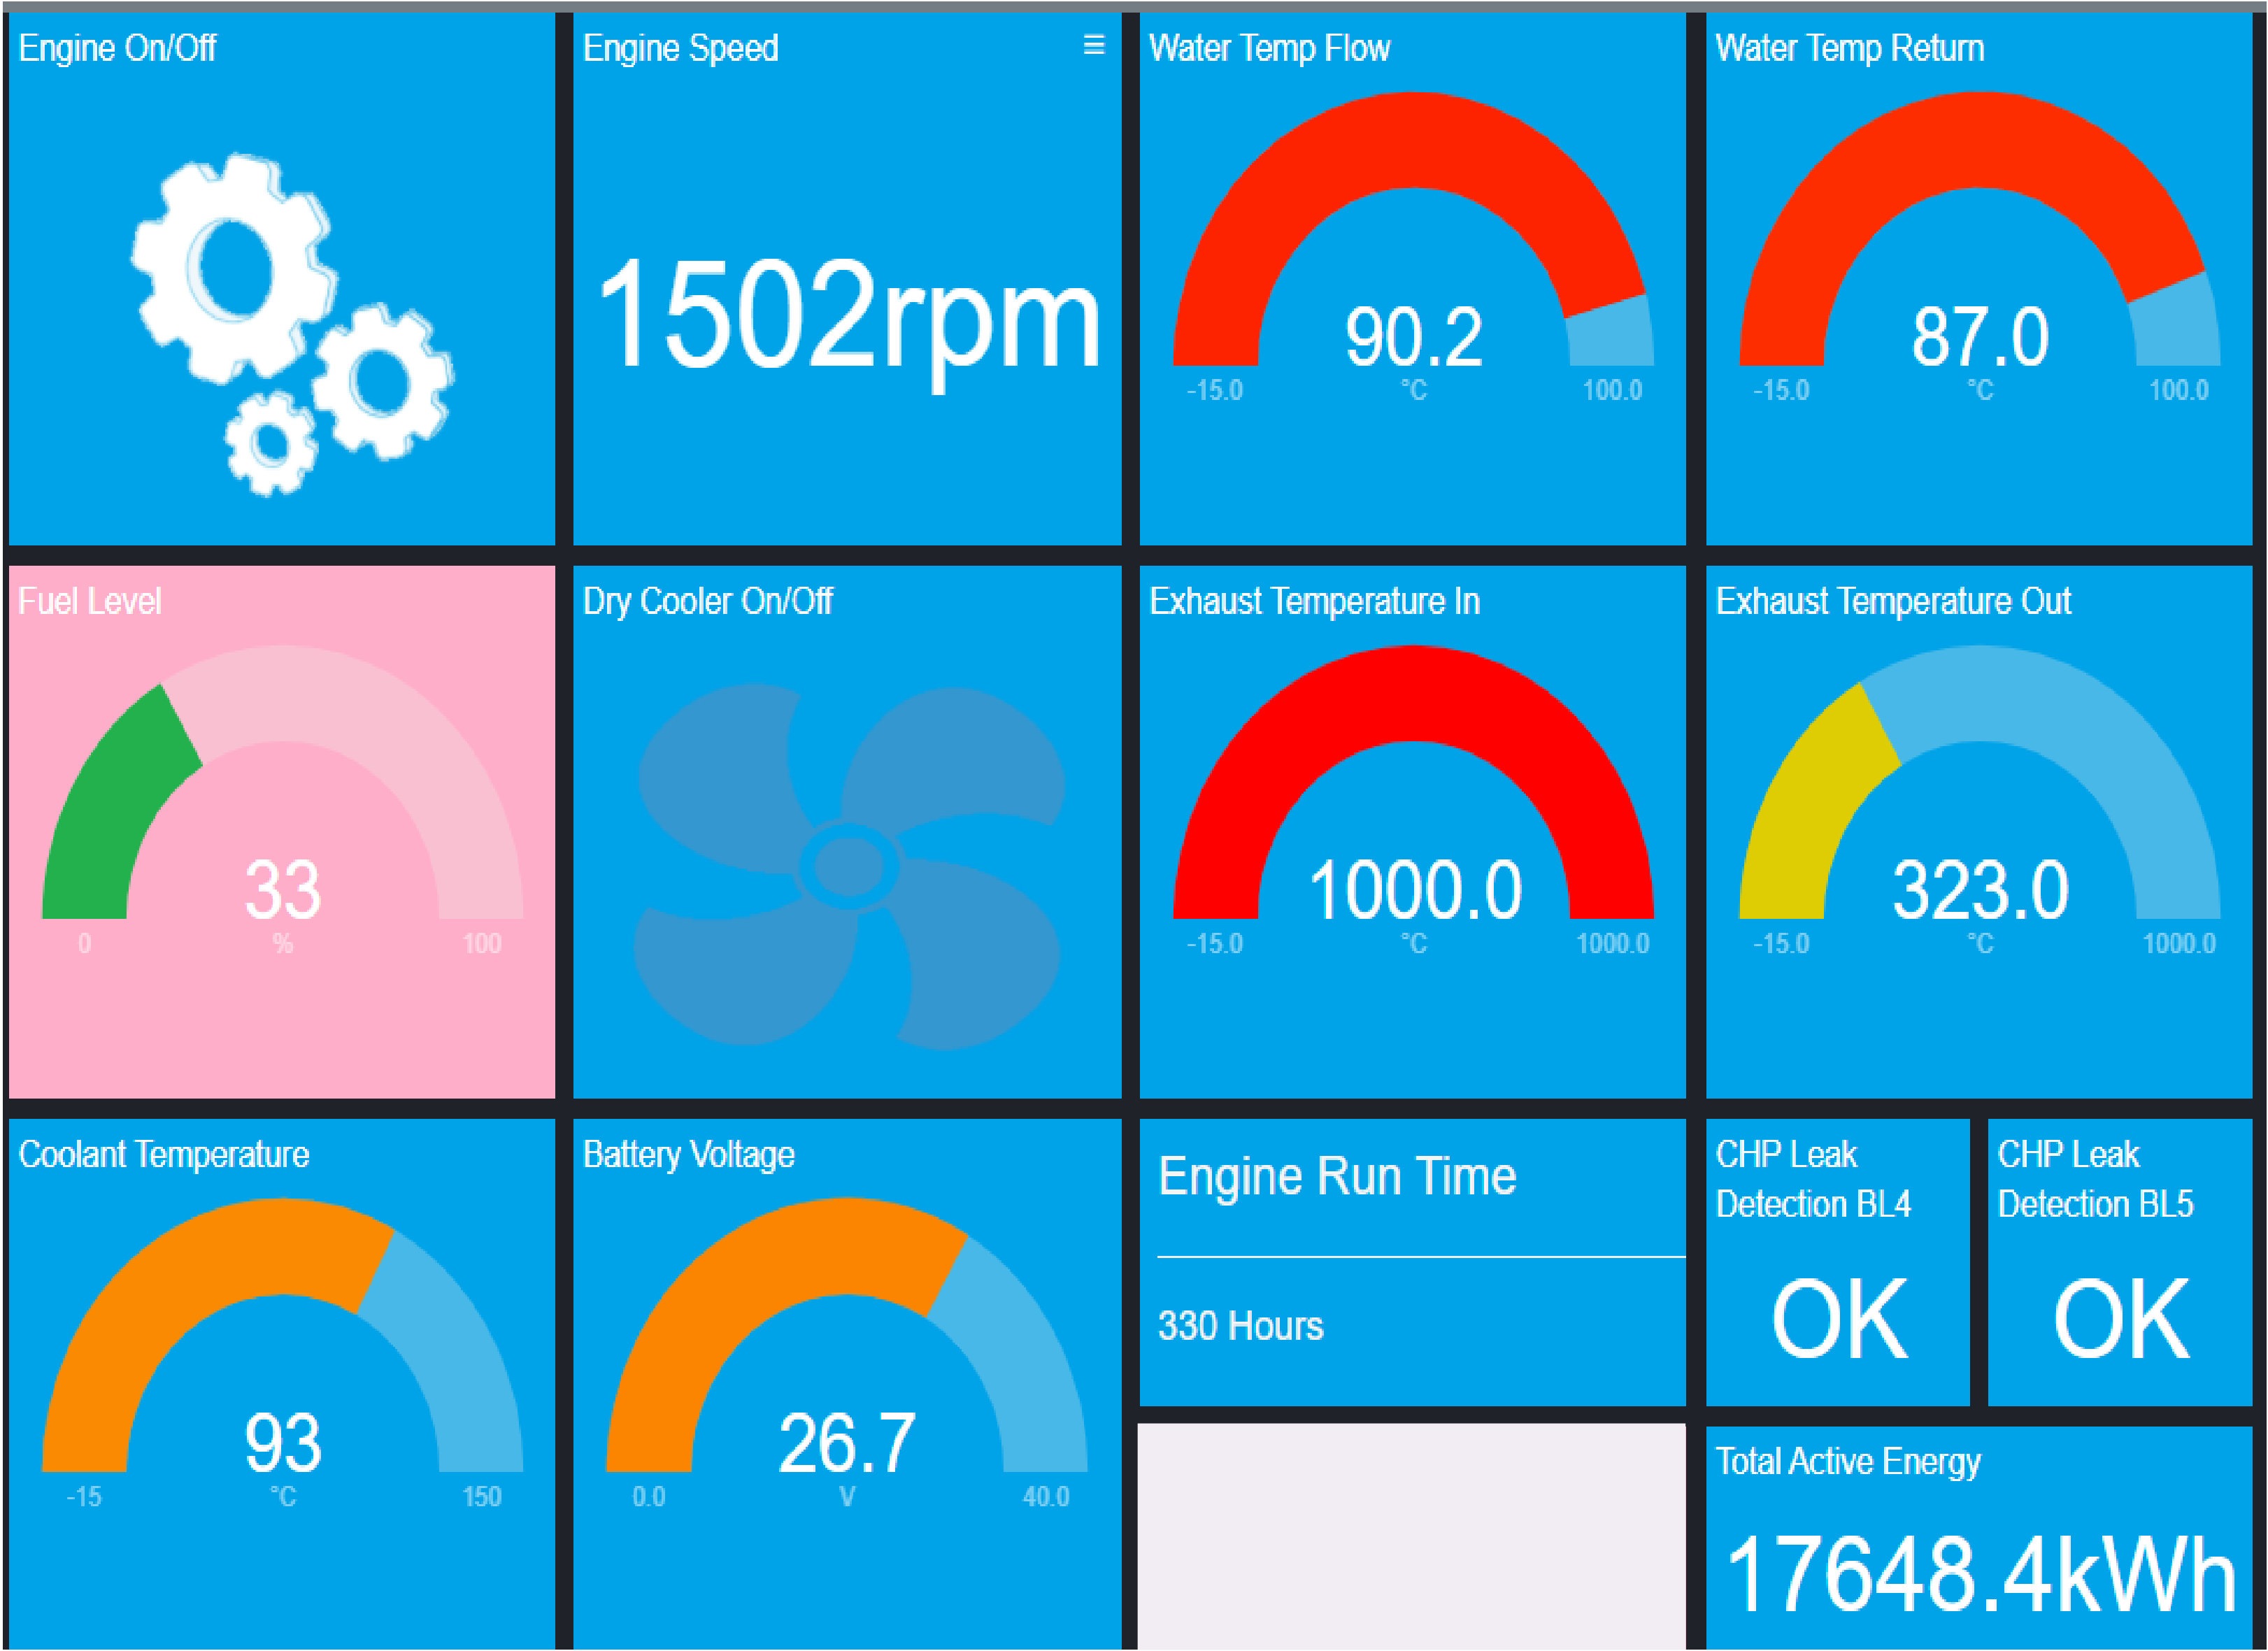 Engine On/Off
Engine Speed
1502rpm
Water Temp Flow
90.2
-15.0 °C 100.0
Water Temp Return
87.0
-15.0 °C 100.0
Fuel Level
33
0 % 100
Dry Cooler On/Off
Exhaust Temperature In
1000.0
-15.0 °C 1000.0
Exhaust Temperature Out
323.0
-15.0 °C 1000.0
Coolant Temperature
93
-15 °C 150
Battery Voltage
26.7
0.0 V 40.0
Engine Run Time
330 Hours
CHP Leak
Detection BL4
OK
CHP Leak
Detection BL5
OK
Total Active Energy
17648.4kWh